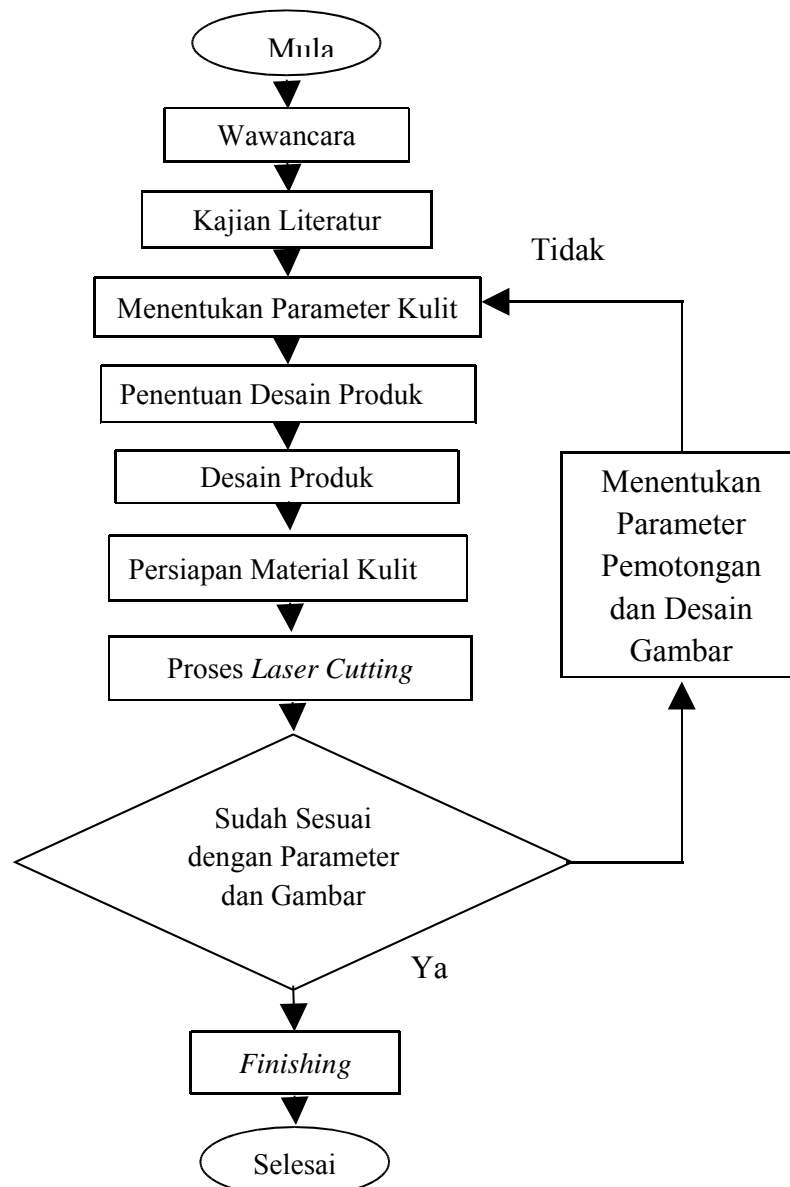 Mula
Wawancara
Kajian Literatur
Tidak
Menentukan Parameter Kulit
Penentuan Desain Produk
Desain Produk
Persiapan Material Kulit
Proses Laser Cutting
Menentukan
Parameter
Pemotongan
dan Desain
Gambar
Sudah Sesuai
dengan Parameter
dan Gambar
Ya
Finishing
Selesai